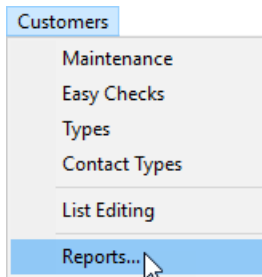 Customers
Maintenance
Easy Checks
Types
Contact Types
List Editing
Reports...